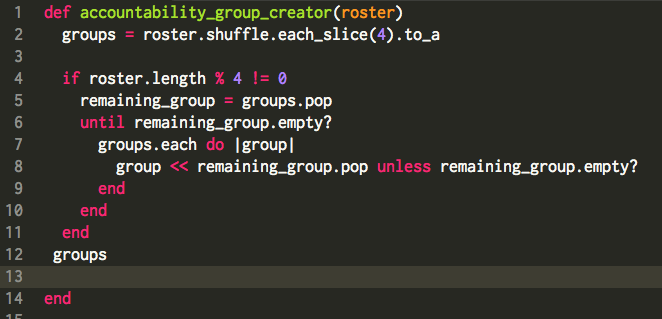 1 def accountability_group_creator(roster)
2 groups = roster.shuffle.each_slice(4).to_a
3
4 if roster.length % 4 != 0
5 remaining_group = groups.pop
6 until remaining_group.empty?
7 groups.each do |group|
8 group << remaining_group.pop unless remaining_group.empty?
9 end
10 end
11 end
12 groups
13
14 end
15